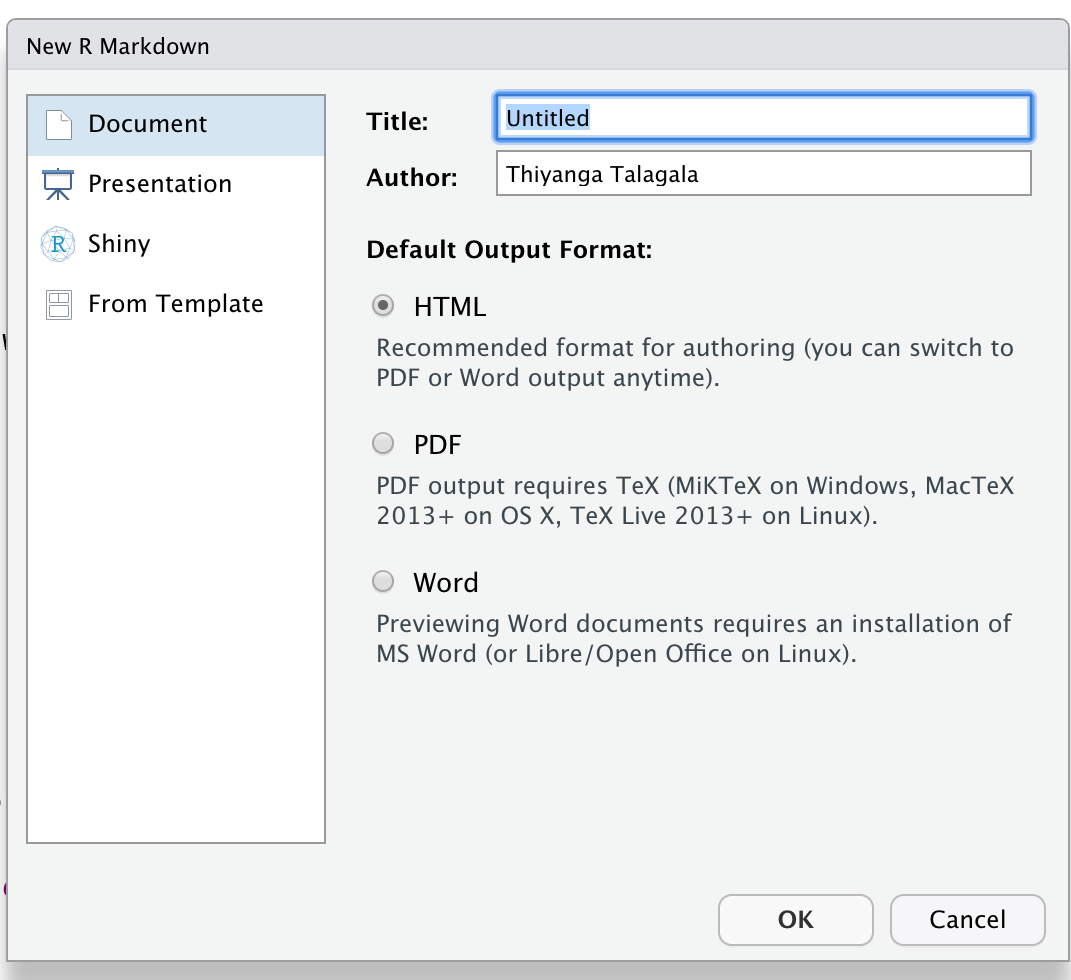 New R Markdown
Document
Presentation
Shiny
From Template
Title:
Untitled
Author:
Thiyanga Talagala
Default Output Format:
HTML
Recommended format for authoring (you can switch to
PDF or Word output anytime).
PDF
PDF output requires TeX (MiKTeX on Windows, MacTeX
2013+ on OS X, TeX Live 2013+ on Linux).
Word
Previewing Word documents requires an installation of
MS Word (or Libre/Open Office on Linux).
OK
Cancel